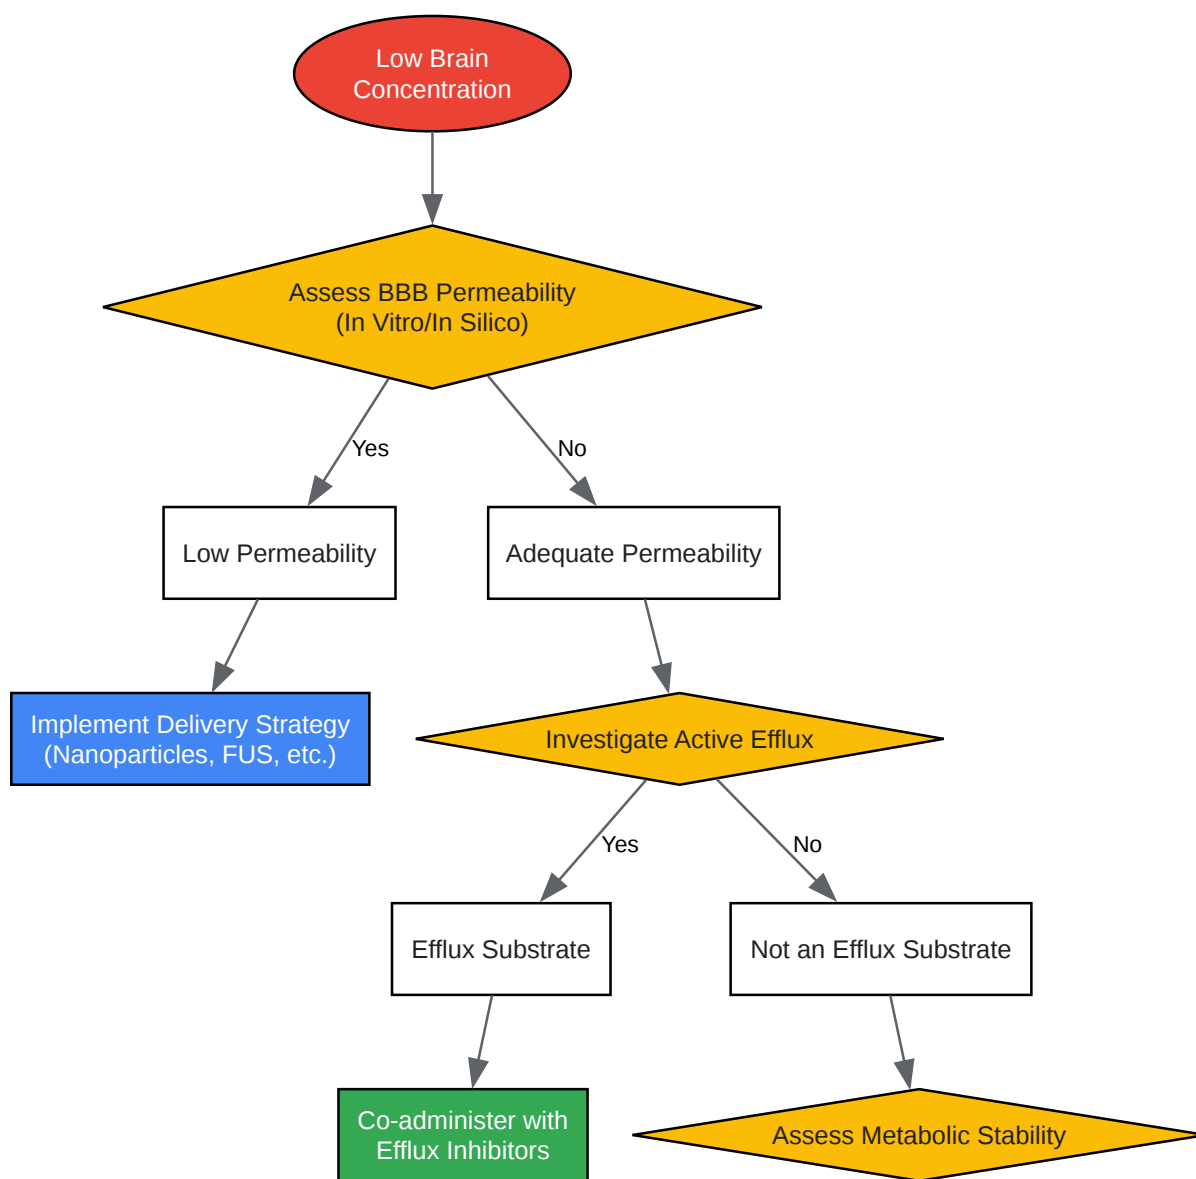 Low Brain
Concentration
Assess BBB Permeability
(In Vitro/In Silico)
Yes
No
Low Permeability
Adequate Permeability
Implement Delivery Strategy
(Nanoparticles, FUS, etc.)
Investigate Active Efflux
Yes
No
Efflux Substrate
Not an Efflux Substrate
Co-administer with
Efflux Inhibitors
Assess Metabolic Stability